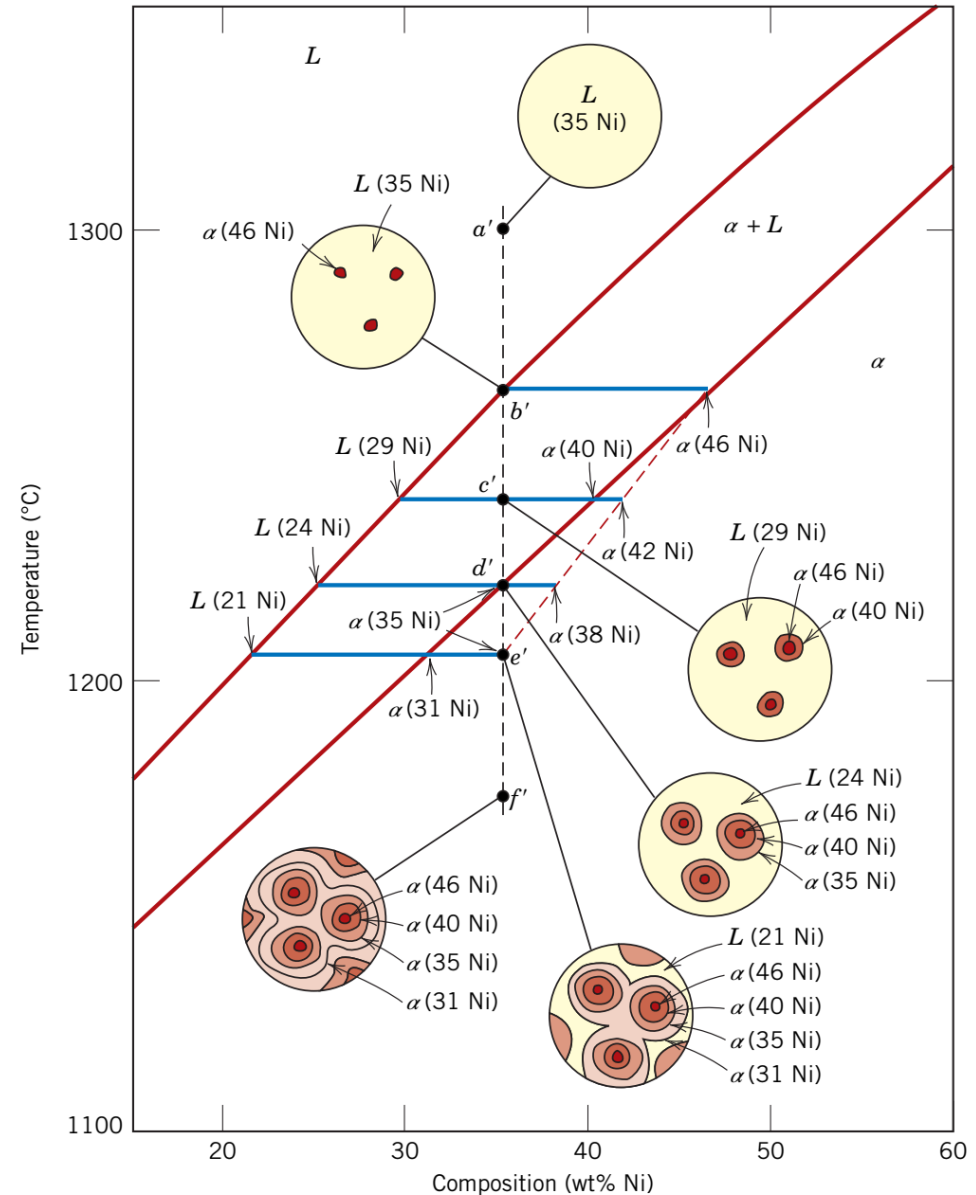 L
L
(35 Ni)
L (35 Ni)
α (46 Ni)
a′
α + L
1300
α
b′
α (46 Ni)
L (29 Ni)
α (40 Ni)
c′
α (42 Ni)
L (24 Ni)
L (29 Ni)
d′
α (46 Ni)
L (21 Ni)
α (35 Ni)
α (38 Ni)
α (40 Ni)
e′
1200
α (31 Ni)
Temperature (°C)
f′
L (24 Ni)
α (46 Ni)
α (40 Ni)
α (35 Ni)
α (46 Ni)
α (40 Ni)
α (35 Ni)
α (31 Ni)
L (21 Ni)
α (46 Ni)
α (40 Ni)
α (35 Ni)
α (31 Ni)
1100
20
30
40
50
60
Composition (wt% Ni)